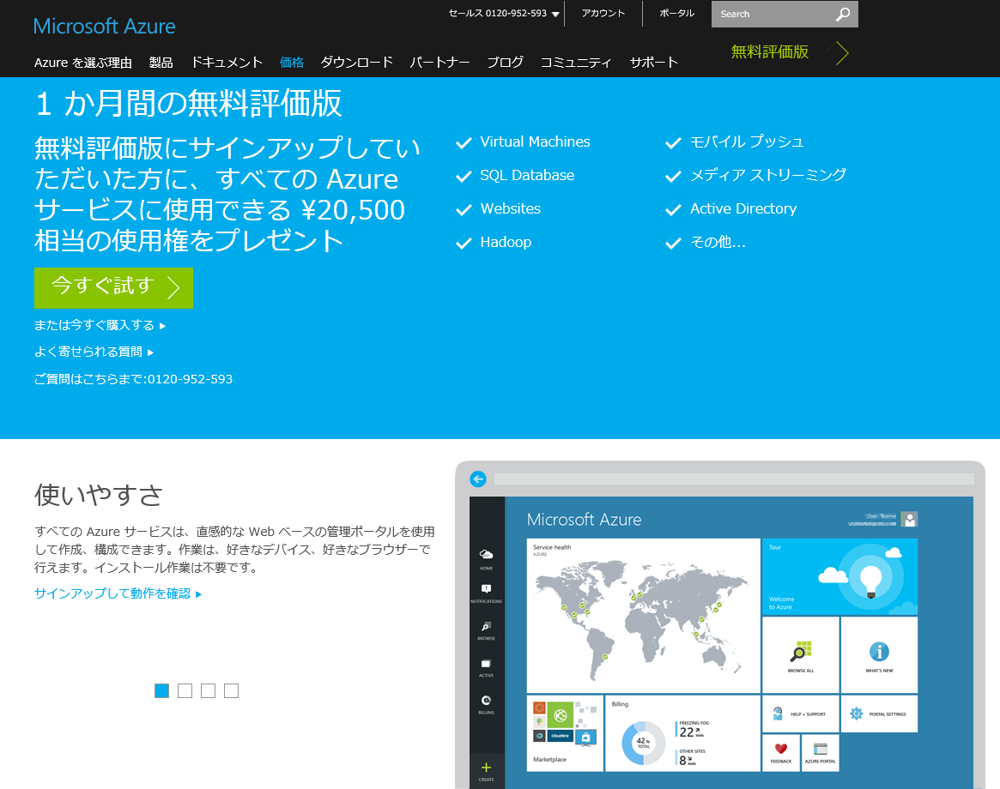 セールス 0120-952-593
アカウント
ポータル
Search
Microsoft Azure
Azure を選ぶ理由 製品 ドキュメント 価格 ダウンロード パートナー ブログ コミュニティ サポート
無料評価版
1 か月間の無料評価版
無料評価版にサインアップしてい
ただいた方に、すべての Azure
サービスに使用できる ¥20,500
相当の使用権をプレゼント
Virtual Machines
SQL Database
Websites
Hadoop
モバイル プッシュ
メディア ストリーミング
Active Directory
その他...
今すぐ試す
または今すぐ購入する
よく寄せられる質問
ご質問はこちらまで:0120-952-593
使いやすさ
すべての Azure サービスは、直感的な Web ベースの管理ポータルを使用
して作成、構成できます。作業は、好きなデバイス、好きなブラウザーで
行えます。インストール作業は不要です。
サインアップして動作を確認
Microsoft Azure
HOME
NOTIFICATIONS
BROWSE
ACTIVE
BILLING
CREATE
Service health
AZURE
Tour
Welcome
to Azure
BROWSE ALL
WHAT'S NEW
cloudera
Marketplace
Billing
42%
TOTAL
FREEZING FOG
22 min
OTHER SITES
8 min
HELP + SUPPORT
PORTAL SETTINGS
FEEDBACK
AZURE PORTAL